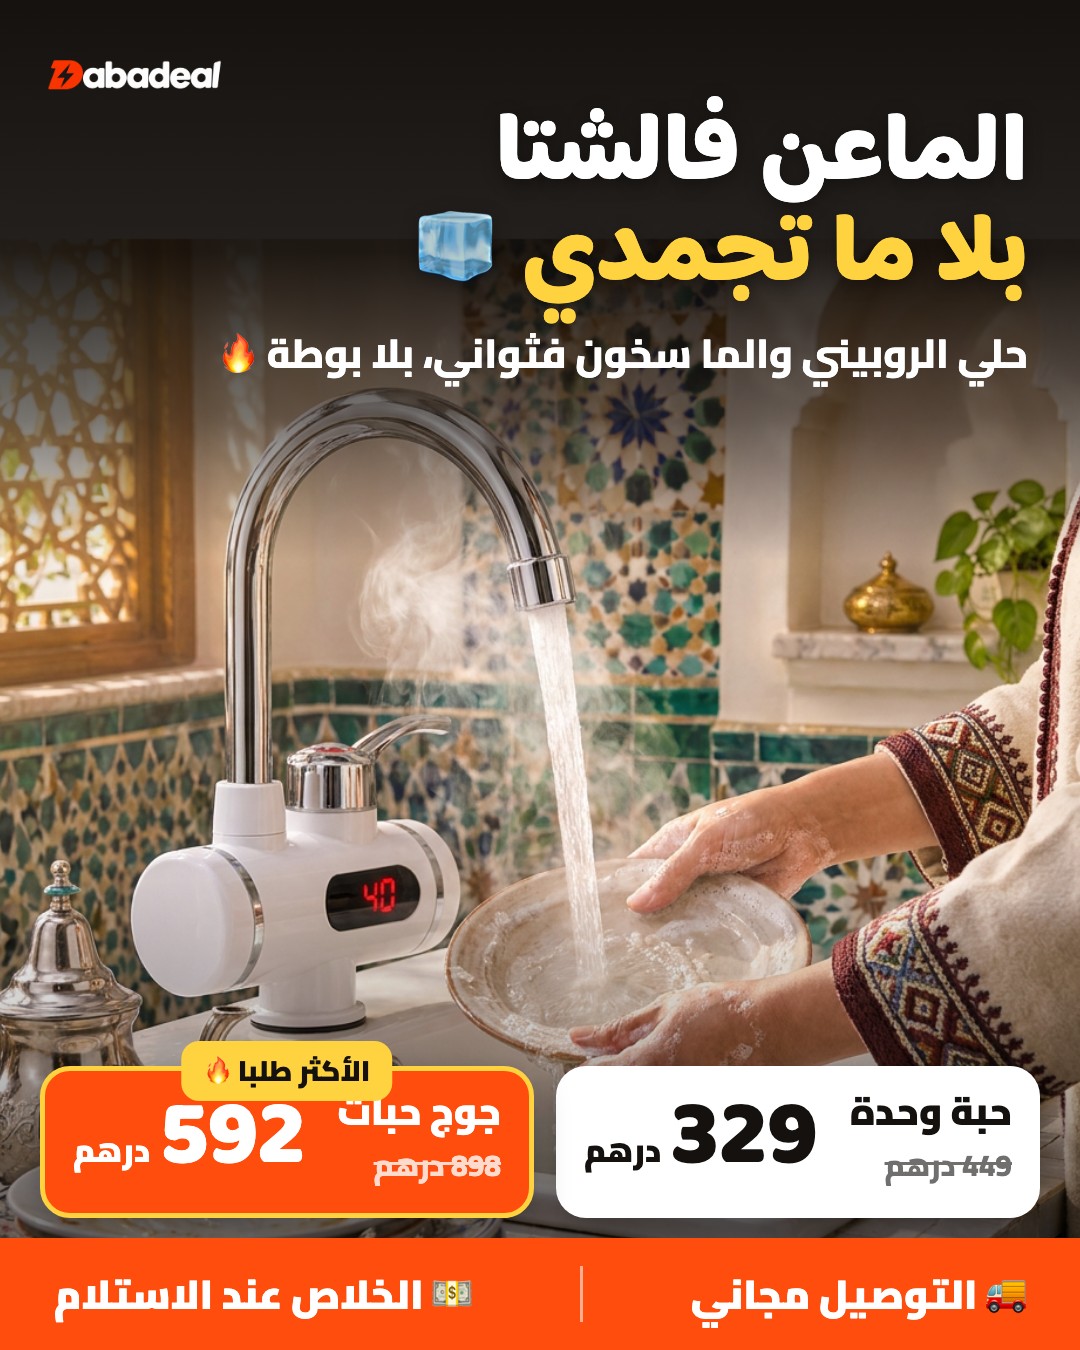 Dabadeal
الماعن فالشتا
بلا ما تجمدي 🧊
حلي الروبيني والما سخون فثواني، بلا بوطة 🔥
40
حبة وحدة
449 درهم
329 درهم
الأكثر طلبا 🔥
جوج حبات
898 درهم
592 درهم
🚚 التوصيل مجاني
💵 الخلاص عند الاستلام